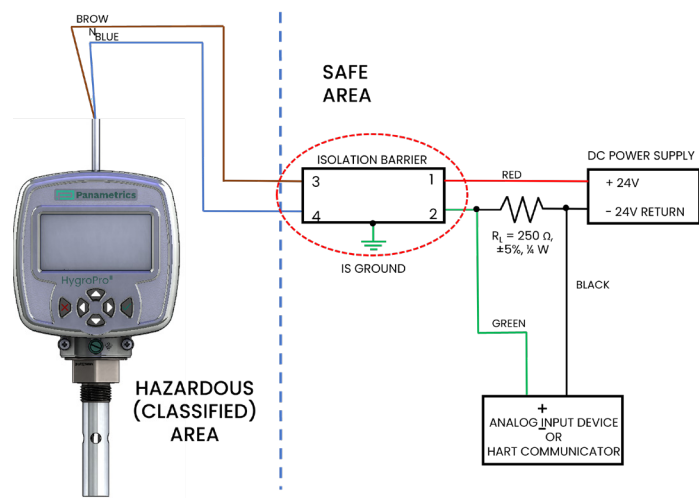 BROW
N
BLUE
SAFE
AREA
ISOLATION BARRIER
DC POWER SUPPLY
3
1
RED
+ 24V
4
2
- 24V RETURN
R_L = 250 Ω,
±5%, ¼ W
IS GROUND
BLACK
GREEN
Panametrics
HygroPro®
HAZARDOUS
(CLASSIFIED)
AREA
+
ANALOG INPUT DEVICE
−
OR
HART COMMUNICATOR